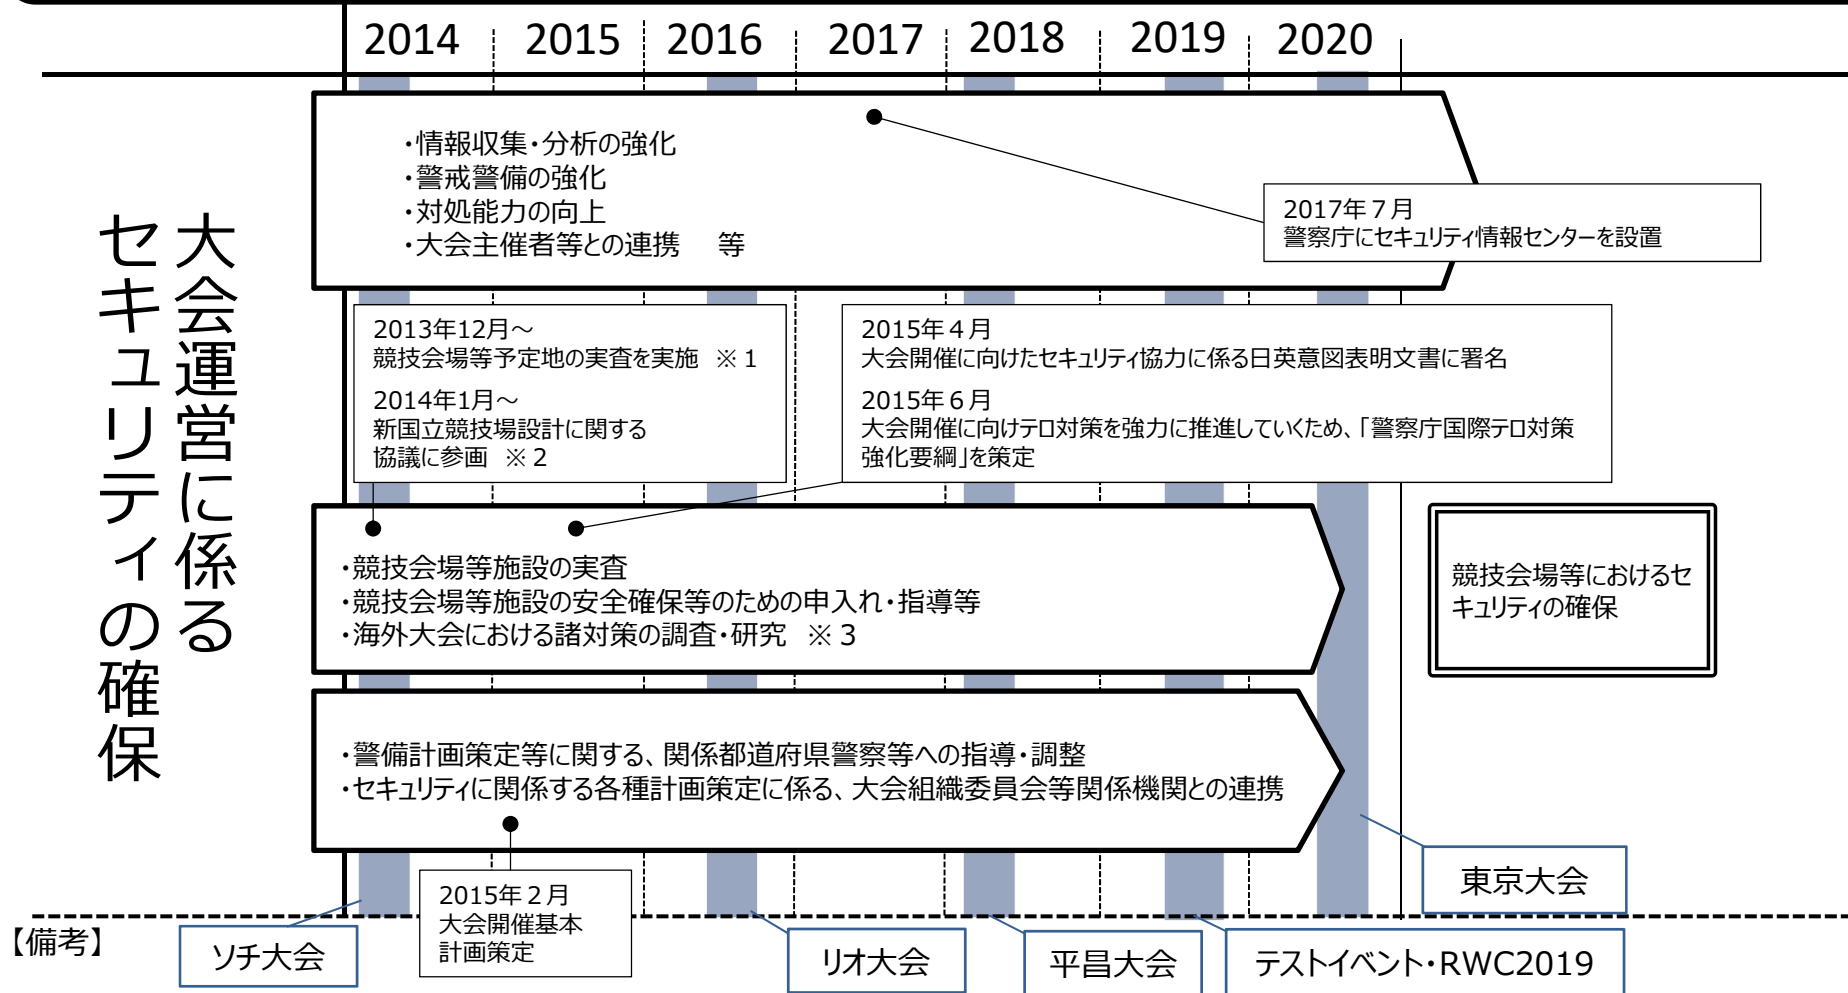 2014 2015 2016 2017 2018 2019 2020
大会運営に係る
セキュリティの確保
・情報収集・分析の強化
・警戒警備の強化
・対処能力の向上
・大会主催者等との連携　等
2017年７月
警察庁にセキュリティ情報センターを設置
2013年12月～
競技会場等予定地の実査を実施　※１
2014年1月～
新国立競技場設計に関する
協議に参画　※２
2015年４月
大会開催に向けたセキュリティ協力に係る日英意図表明文書に署名
2015年６月
大会開催に向けテロ対策を強力に推進していくため、「警察庁国際テロ対策
強化要綱」を策定
・競技会場等施設の実査
・競技会場等施設の安全確保等のための申入れ・指導等
・海外大会における諸対策の調査・研究　※３
競技会場等におけるセ
キュリティの確保
・警備計画策定等に関する、関係都道府県警察等への指導・調整
・セキュリティに関係する各種計画策定に係る、大会組織委員会等関係機関との連携
2015年２月
大会開催基本
計画策定
東京大会
【備考】
ソチ大会
リオ大会
平昌大会
テストイベント・RWC2019